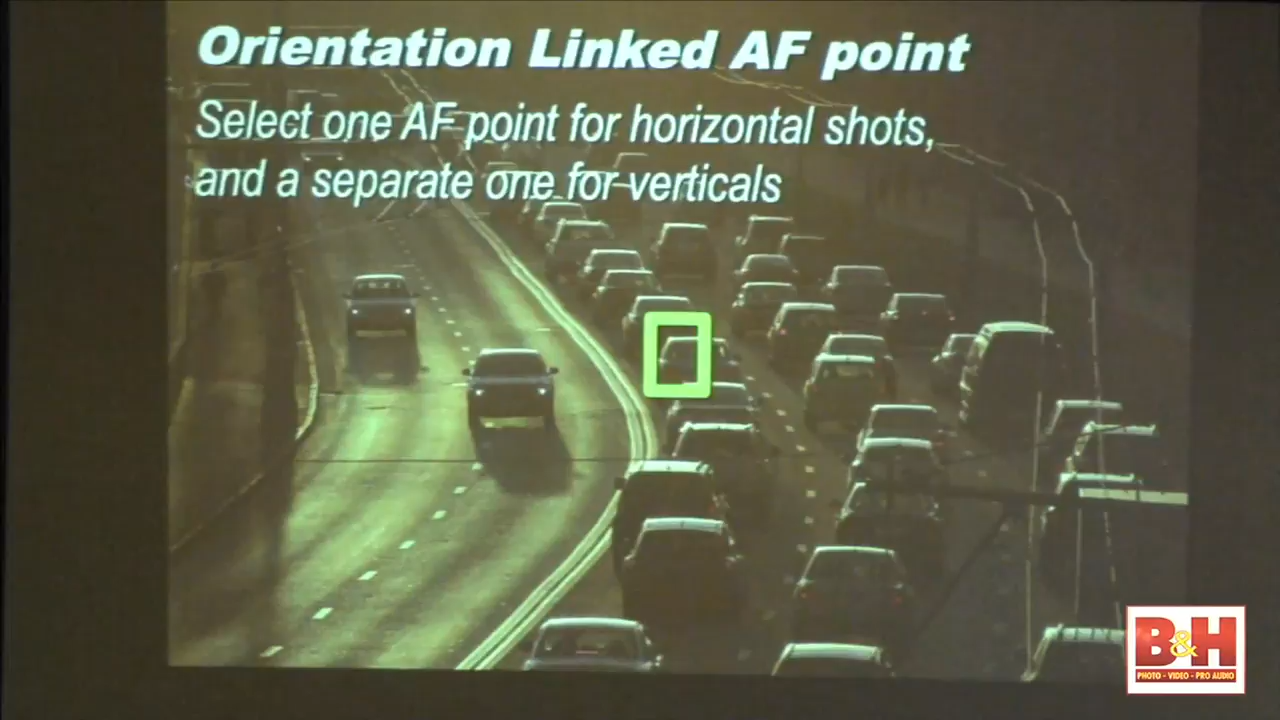 Orientation Linked AF point
Select one AF point for horizontal shots,
and a separate one for verticals
B&H
PHOTO - VIDEO - PRO AUDIO